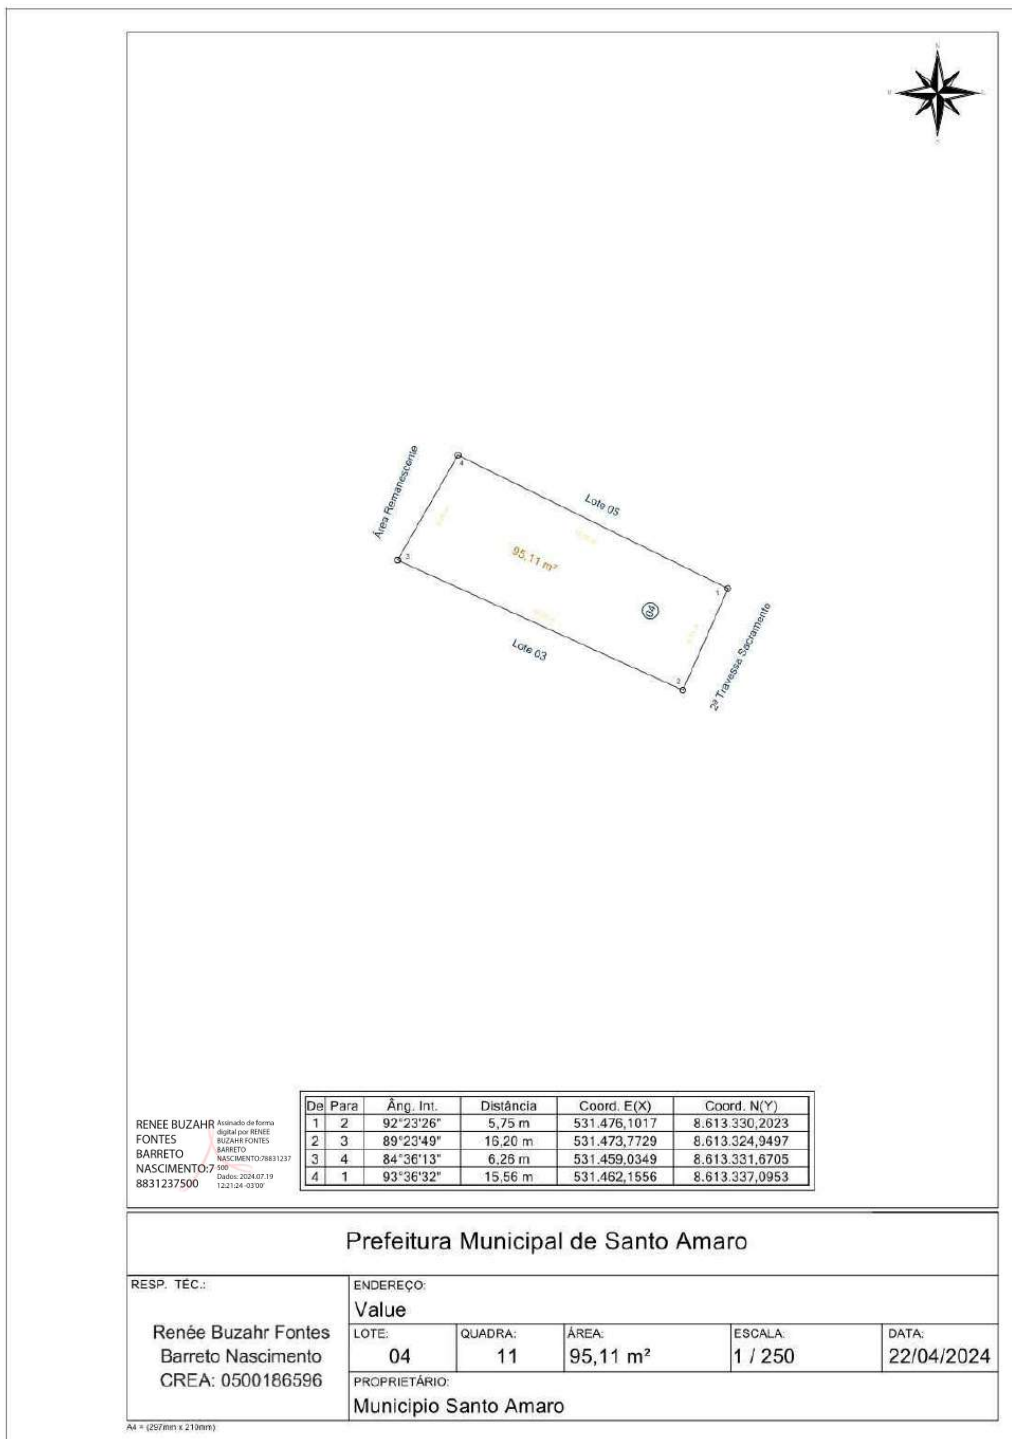 N
4
Área Remanescente
Lote 05
3
95,11 m²
04
1
Lote 03
2ª Travessa Sacramento
RENEE BUZAHR
FONTES
BARRETO
NASCIMENTO:7
8831237500
Assinado de forma
digital por RENEE
BUZAHR FONTES
BARRETO
NASCIMENTO:78831237
500
Dados: 2024.07.19
12:21:24 -03'00'
De Para Âng. Int. Distância Coord. E(X) Coord. N(Y)
1 2 92°23'26" 5,75 m 531.476,1017 8.613.330,2023
2 3 89°23'49" 16,20 m 531.473,7729 8.613.324,9497
3 4 84°36'13" 6,26 m 531.459,0349 8.613.331,6705
4 1 93°36'32" 15,56 m 531.462,1556 8.613.337,0953
Prefeitura Municipal de Santo Amaro
RESP. TÉC.:
Renée Buzahr Fontes
Barreto Nascimento
CREA: 0500186596
ENDEREÇO:
Value
LOTE: QUADRA: ÁREA: ESCALA: DATA:
04 11 95,11 m² 1 / 250 22/04/2024
PROPRIETÁRIO:
Municipio Santo Amaro
A4 = (297mm x 210mm)